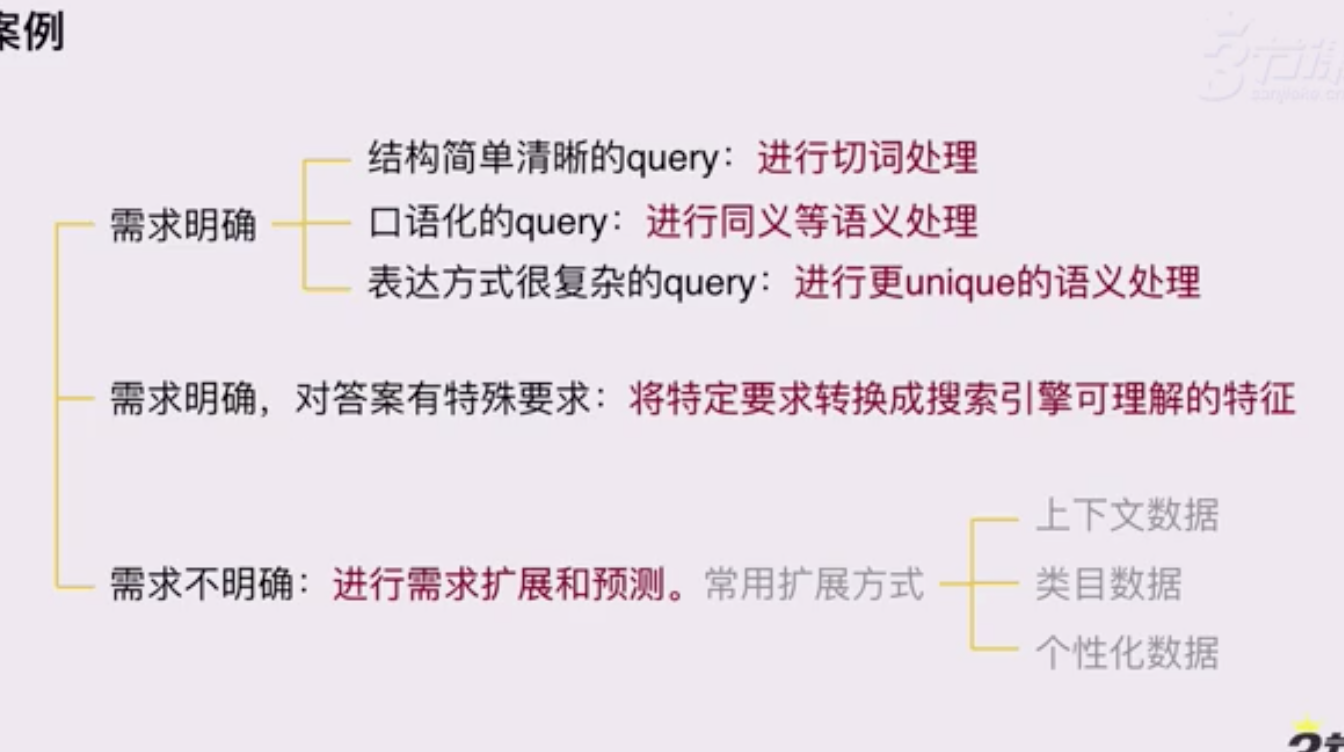 案例
3节课
sanjieke.cn
结构简单清晰的query：进行切词处理
需求明确
口语化的query：进行同义等语义处理
表达方式很复杂的query：进行更unique的语义处理
需求明确，对答案有特殊要求：将特定要求转换成搜索引擎可理解的特征
上下文数据
需求不明确：进行需求扩展和预测。常用扩展方式
类目数据
个性化数据